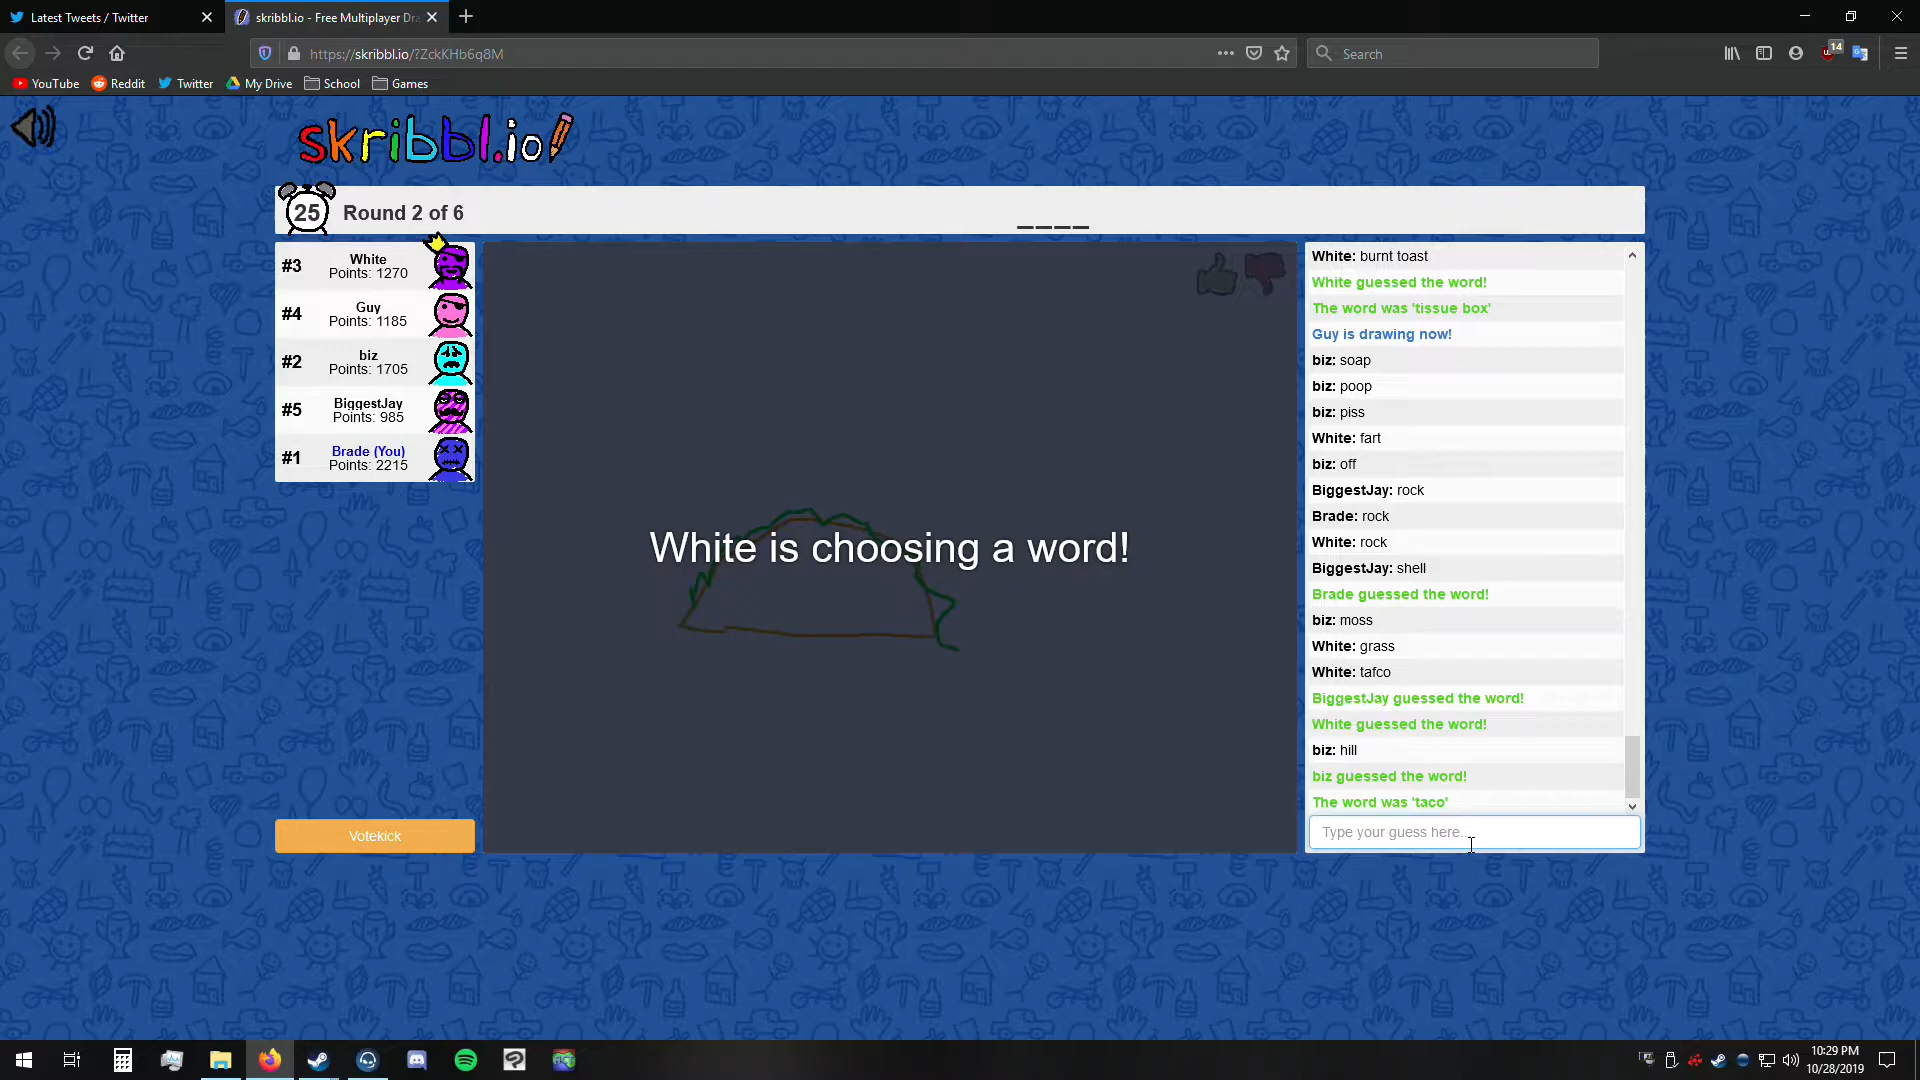 Latest Tweets / Twitter
skribbl.io - Free Multiplayer Dra
https://skribbl.io/?ZckKHb6q8M
Search
14
YouTube
Reddit
Twitter
My Drive
School
Games
skribbl.io
25
Round 2 of 6
____
#3
White
Points: 1270
#4
Guy
Points: 1185
#2
biz
Points: 1705
#5
BiggestJay
Points: 985
#1
Brade (You)
Points: 2215
Votekick
White is choosing a word!
White: burnt toast
White guessed the word!
The word was 'tissue box'
Guy is drawing now!
biz: soap
biz: poop
biz: piss
White: fart
biz: off
BiggestJay: rock
Brade: rock
White: rock
BiggestJay: shell
Brade guessed the word!
biz: moss
White: grass
White: tafco
BiggestJay guessed the word!
White guessed the word!
biz: hill
biz guessed the word!
The word was 'taco'
Type your guess here...
10:29 PM
10/28/2019